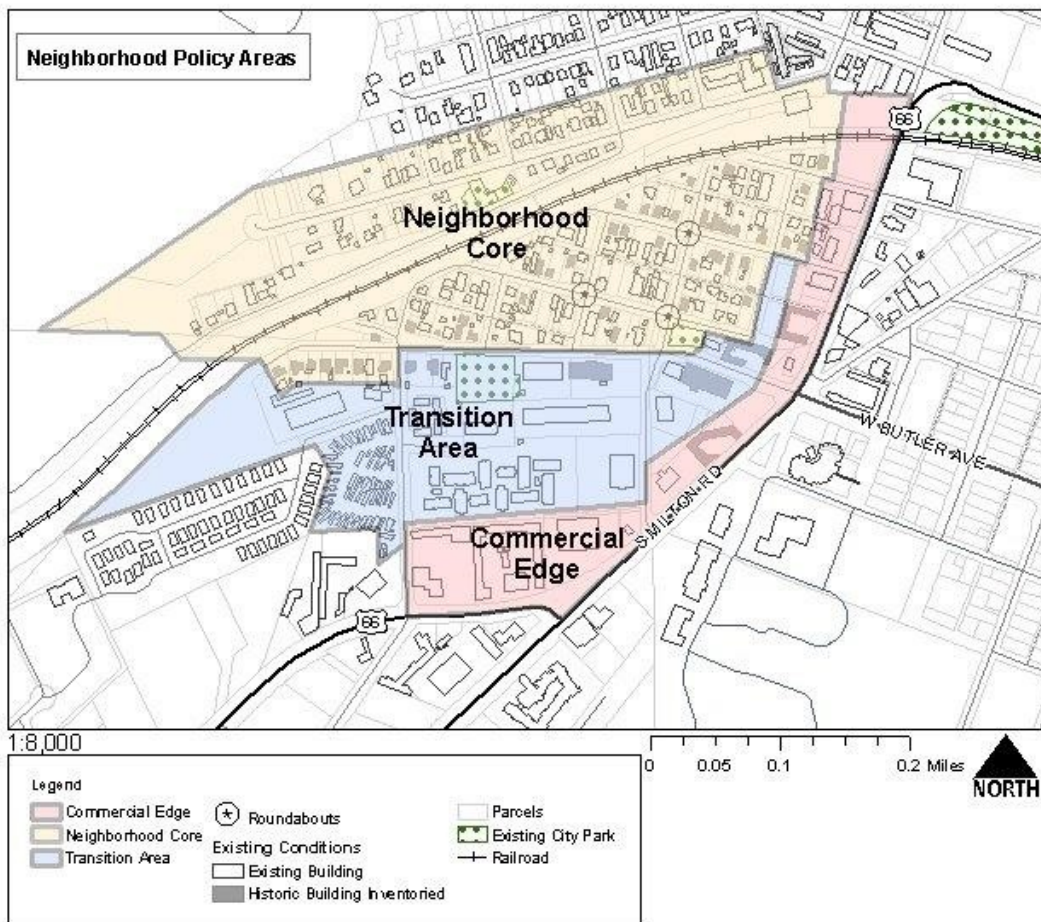 Neighborhood Policy Areas
66
Neighborhood
Core
Transition
Area
W BUTLER AVE
S MILTON RD
Commercial
Edge
66
1:8,000
0 0.05 0.1 0.2 Miles
NORTH
Legend
Commercial Edge
Neighborhood Core
Transition Area
Roundabouts
Existing Conditions
Existing Building
Historic Building Inventoried
Parcels
Existing City Park
Railroad